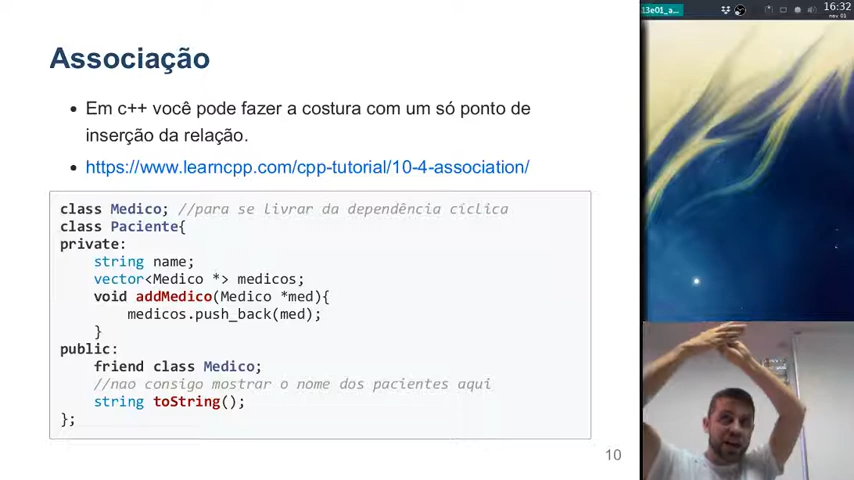 Associação
Em c++ você pode fazer a costura com um só ponto de
inserção da relação.
https://www.learncpp.com/cpp-tutorial/10-4-association/
class Medico; //para se livrar da dependência cíclica
class Paciente{
private:
string name;
vector<Medico *> medicos;
void addMedico(Medico *med){
medicos.push_back(med);
}
public:
friend class Medico;
//nao consigo mostrar o nome dos pacientes aqui
string toString();
};
10
13e01_a...
16:32
nov 01